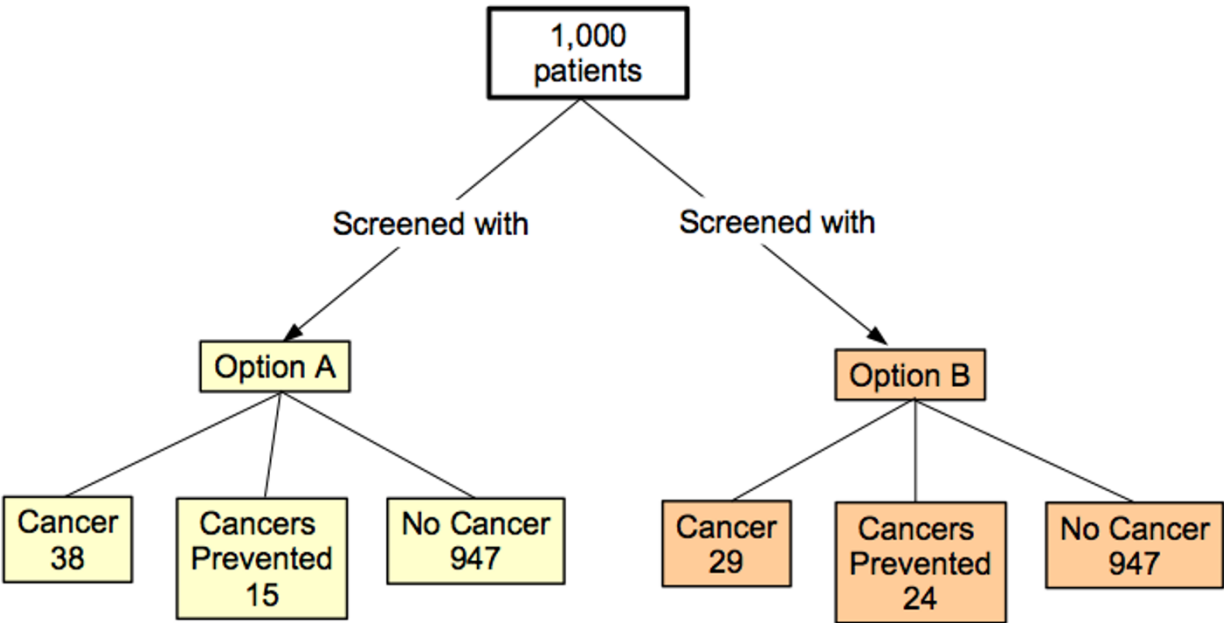 1,000
patients
Screened with
Screened with
Option A
Option B
Cancer
38
Cancers
Prevented
15
No Cancer
947
Cancer
29
Cancers
Prevented
24
No Cancer
947